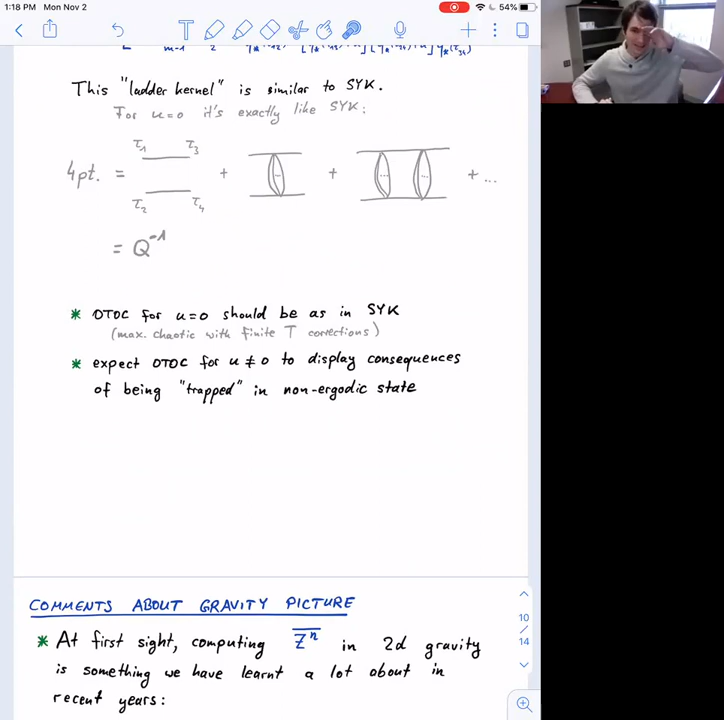 1:18 PM Mon Nov 2
54%
This "ladder kernel" is similar to SYK.
For u=0 it's exactly like SYK:
4pt. = τ₁ τ₃ τ₂ τ₄ + ... + ... + ...
= Q⁻¹
* OTOC for u=0 should be as in SYK
(max. chaotic with finite T corrections)
* expect OTOC for u ≠ 0 to display consequences
of being "trapped" in non-ergodic state
COMMENTS ABOUT GRAVITY PICTURE
* At first sight, computing Z̅ⁿ in 2d gravity
is something we have learnt a lot about in
recent years:
10
/
14